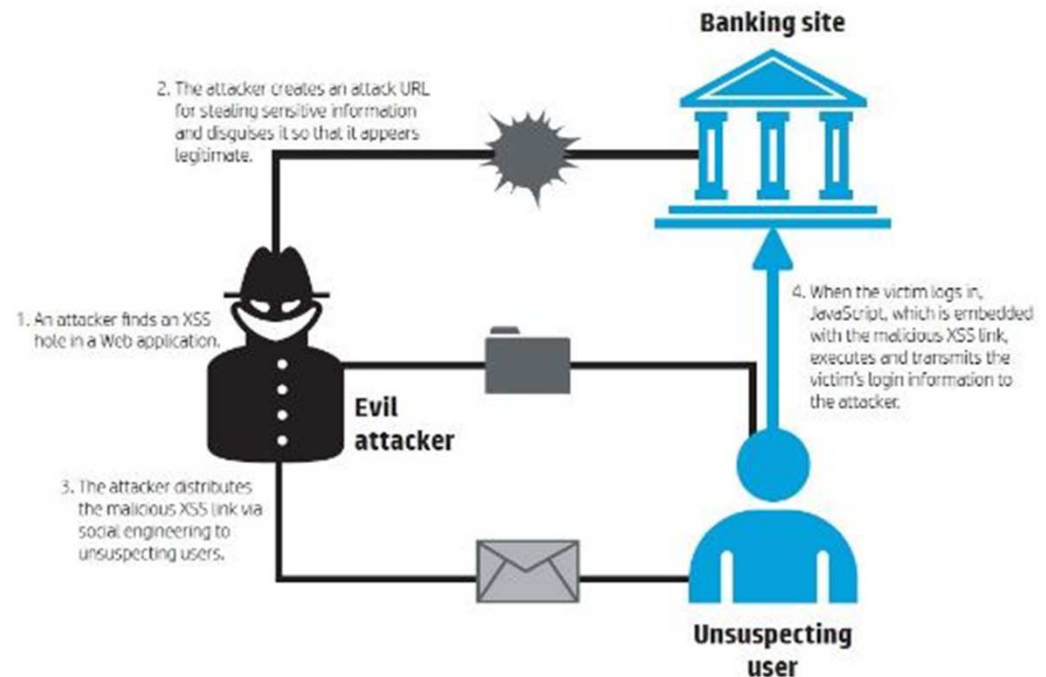 Banking site
2. The attacker creates an attack URL
for stealing sensitive information
and disguises it so that it appears
legitimate.
1. An attacker finds an XSS
hole in a Web application.
Evil
attacker
4. When the victim logs in,
JavaScript, which is embedded
with the malicious XSS link,
executes and transmits the
victim's login information to
the attacker.
3. The attacker distributes
the malicious XSS link via
social engineering to
unsuspecting users.
Unsuspecting
user